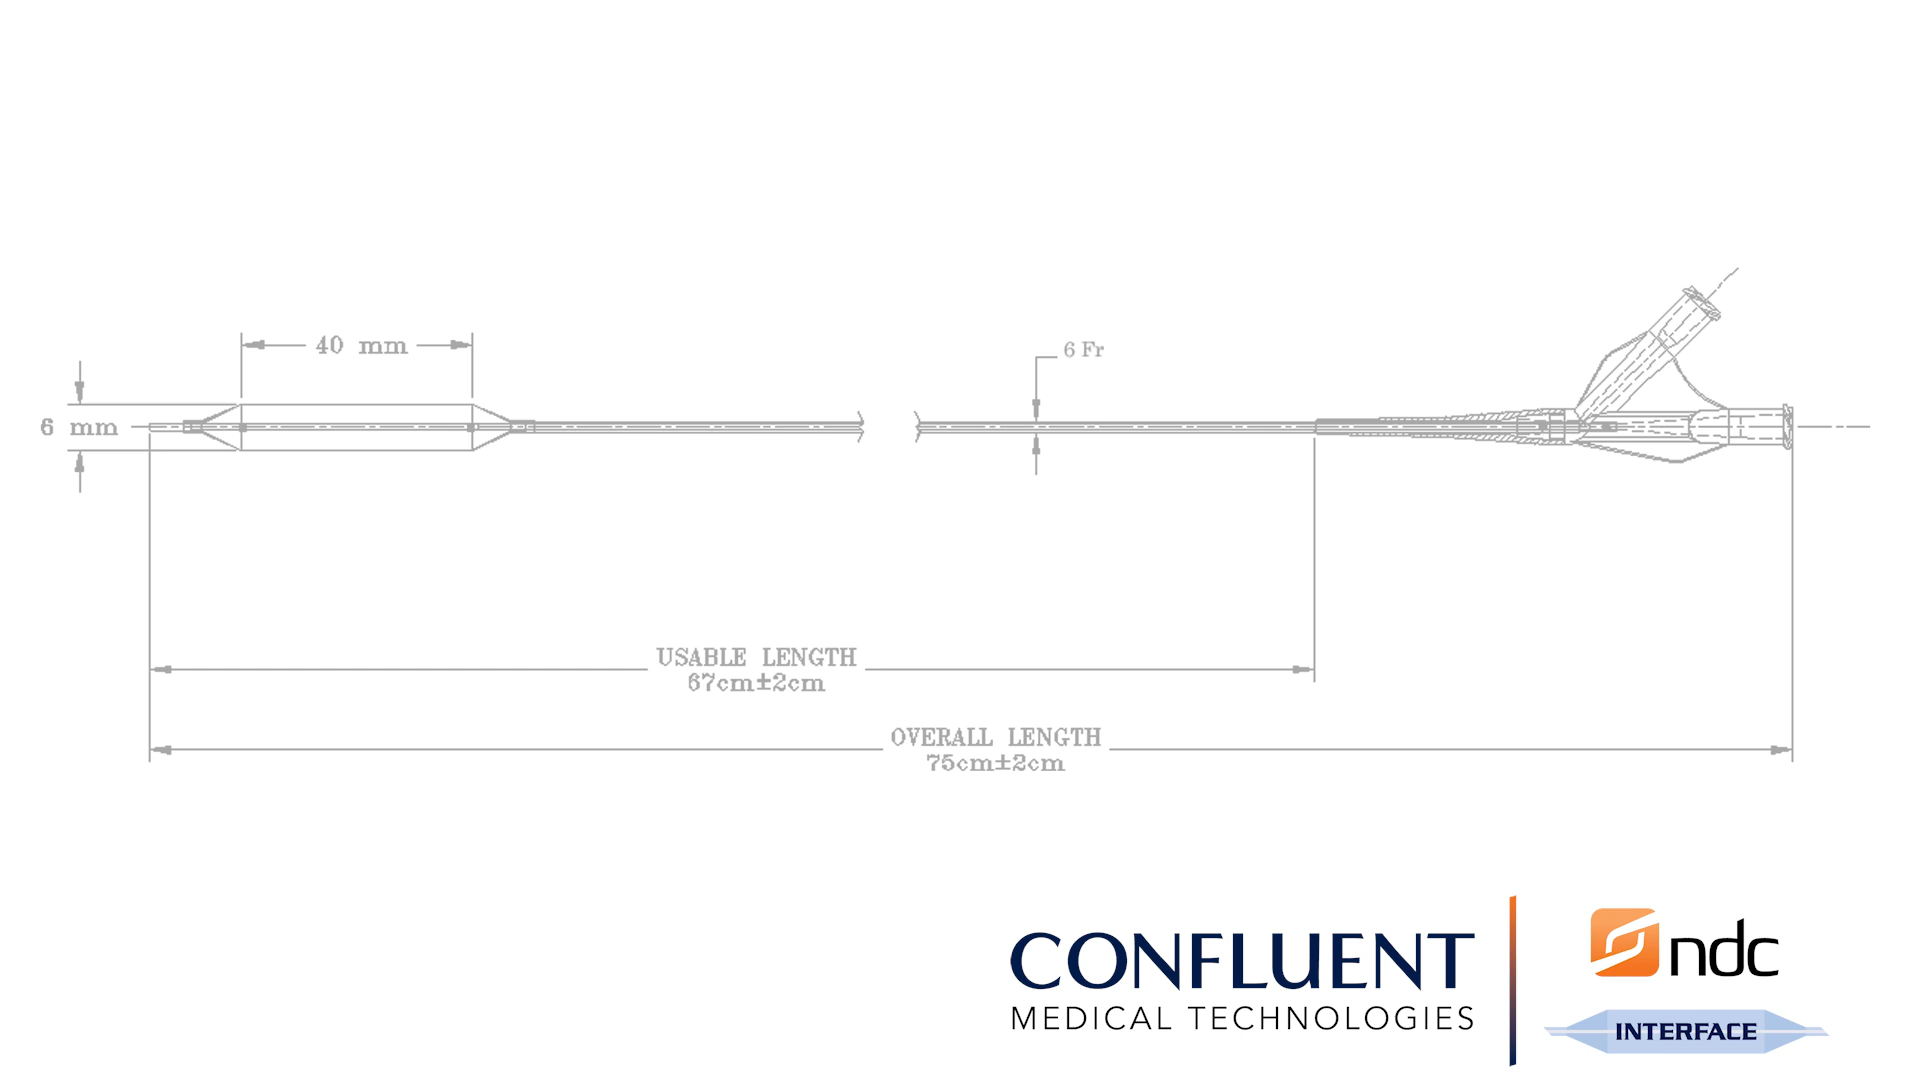 40 mm
6 Fr
6 mm
USABLE LENGTH
67cm±2cm
OVERALL LENGTH
75cm±2cm
CONFLUENT
MEDICAL TECHNOLOGIES
ndc
INTERFACE